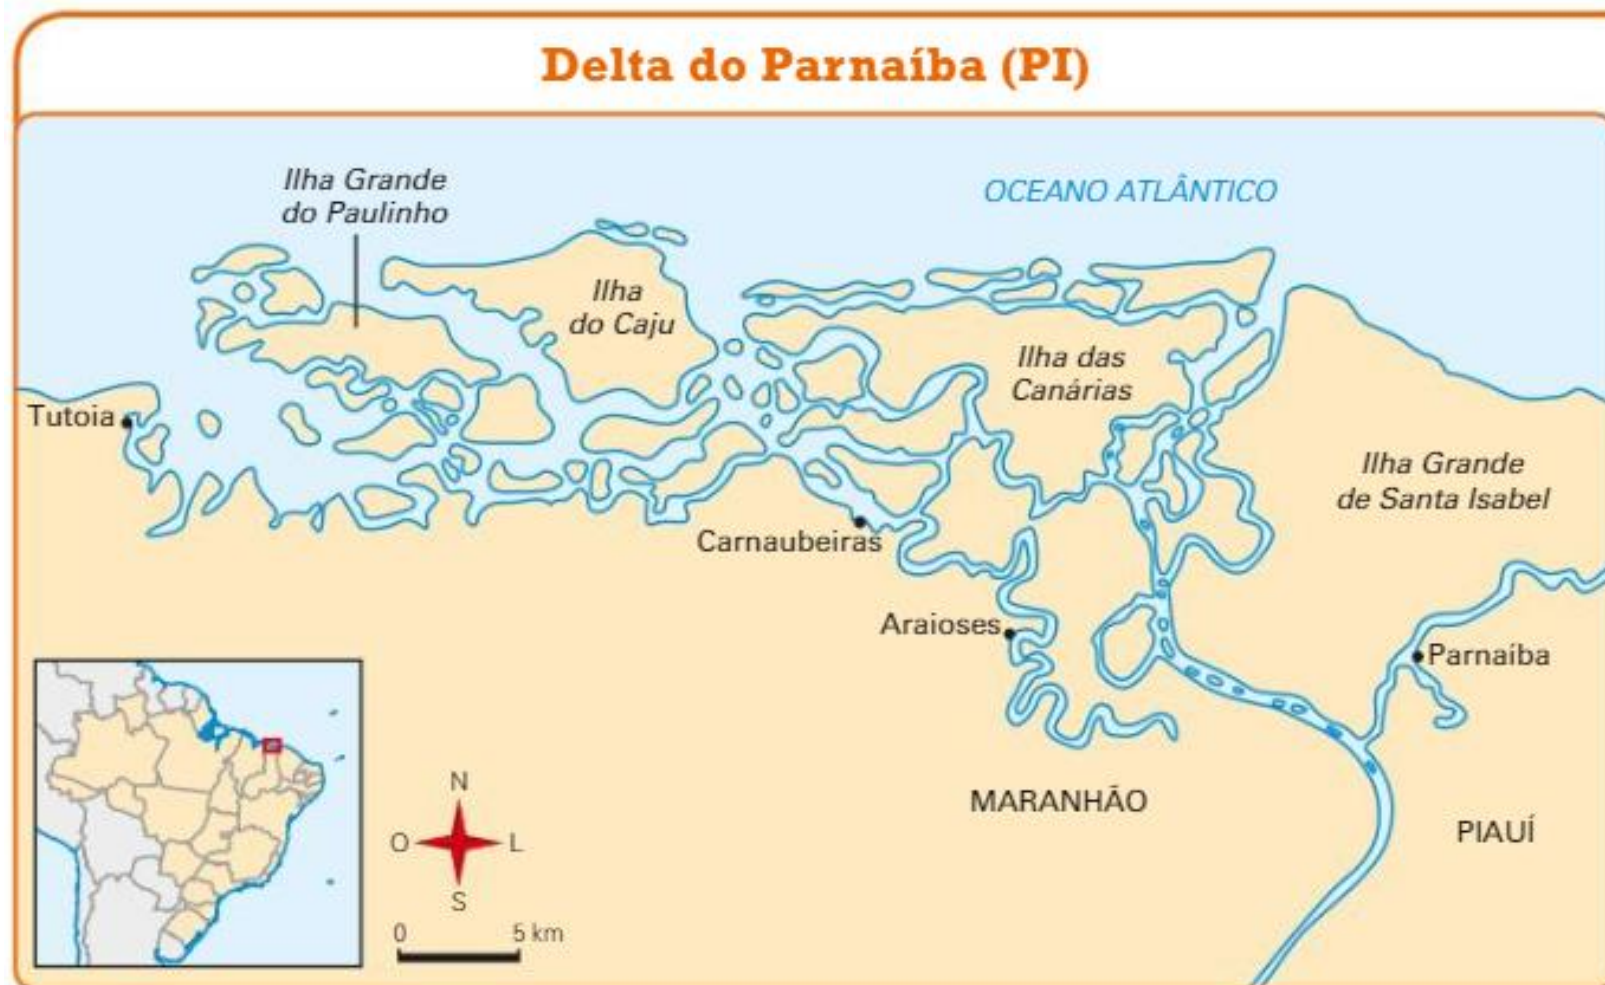 Delta do Parnaíba (PI)
Ilha Grande
do Paulinho
OCEANO ATLÂNTICO
Ilha
do Caju
Ilha das
Canárias
Tutoia
Ilha Grande
de Santa Isabel
Carnaubeiras
Araioses
Parnaíba
MARANHÃO
PIAUÍ
N
O
L
S
0
5 km